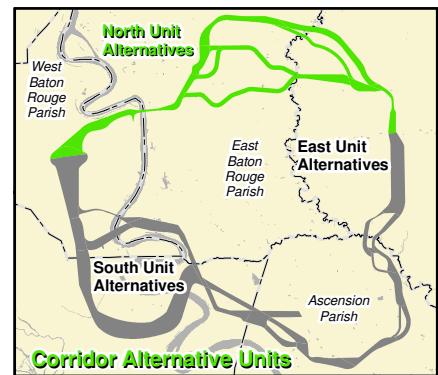 North Unit
Alternatives
West
Baton
Rouge
Parish
East
Baton
Rouge
Parish
East Unit
Alternatives
South Unit
Alternatives
Ascension
Parish
Corridor Alternative Units